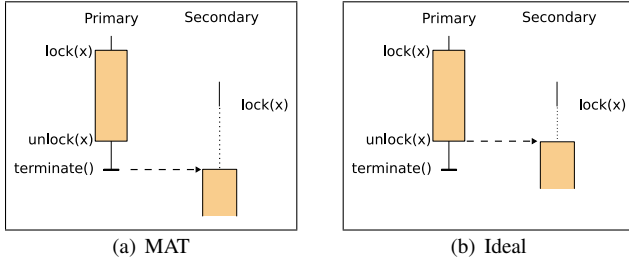 Primary
Secondary
lock(x)
lock(x)
unlock(x)
terminate()
(a) MAT
Primary
Secondary
lock(x)
lock(x)
unlock(x)
terminate()
(b) Ideal